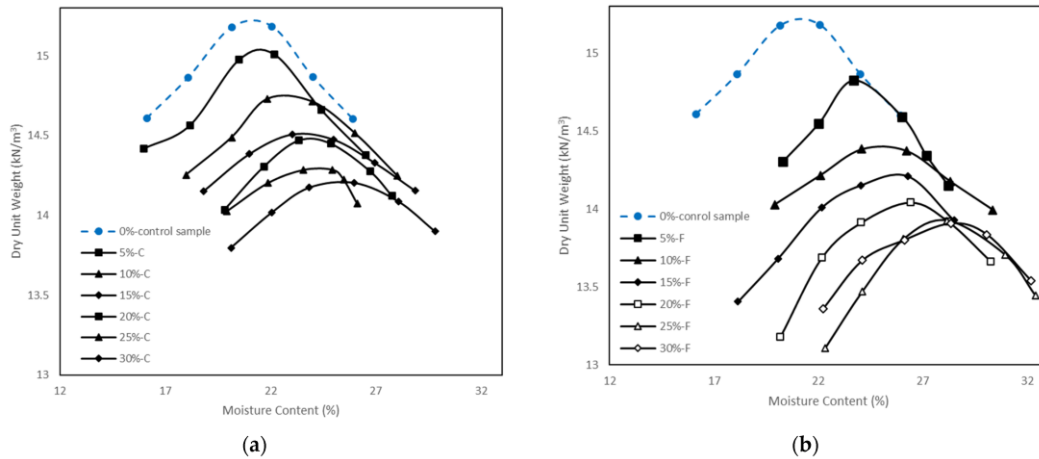 15
14.5
14
13.5
13
Dry Unit Weight (kN/m³)
0%-control sample
5%-C
10%-C
15%-C
20%-C
25%-C
30%-C
12 17 22 27 32
Moisture Content (%)
(a)
15
14.5
14
13.5
13
Dry Unit Weight (kN/m³)
0%-conrol sample
5%-F
10%-F
15%-F
20%-F
25%-F
30%-F
12 17 22 27 32
Moisture Content (%)
(b)